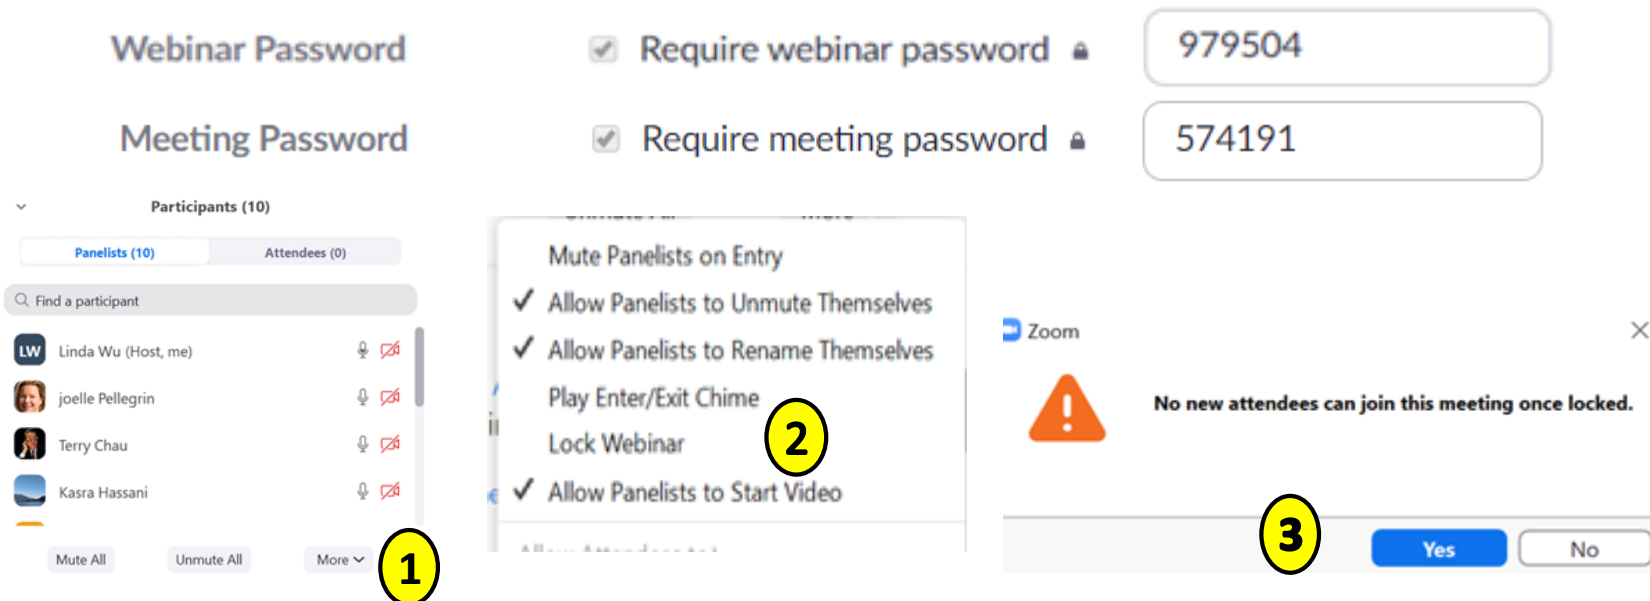 Webinar Password Require webinar password 979504
Meeting Password Require meeting password 574191
Participants (10)
Panelists (10) Attendees (0)
Find a participant
LW Linda Wu (Host, me)
joelle Pellegrin
Terry Chau
Kasra Hassani
Mute All Unmute All More
1
Mute Panelists on Entry
Allow Panelists to Unmute Themselves
Allow Panelists to Rename Themselves
Play Enter/Exit Chime
Lock Webinar
2
Allow Panelists to Start Video
Zoom
No new attendees can join this meeting once locked.
3
Yes No